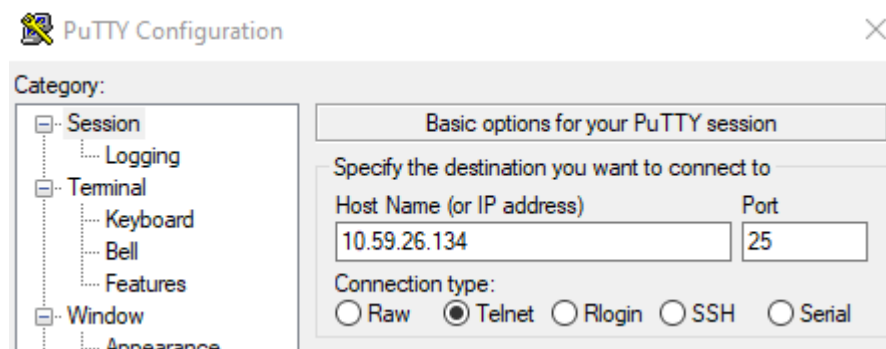 PuTTY Configuration
Category:
Session
Logging
Terminal
Keyboard
Bell
Features
Window
Appearance
Basic options for your PuTTY session
Specify the destination you want to connect to
Host Name (or IP address) Port
10.59.26.134 25
Connection type:
Raw Telnet Rlogin SSH Serial